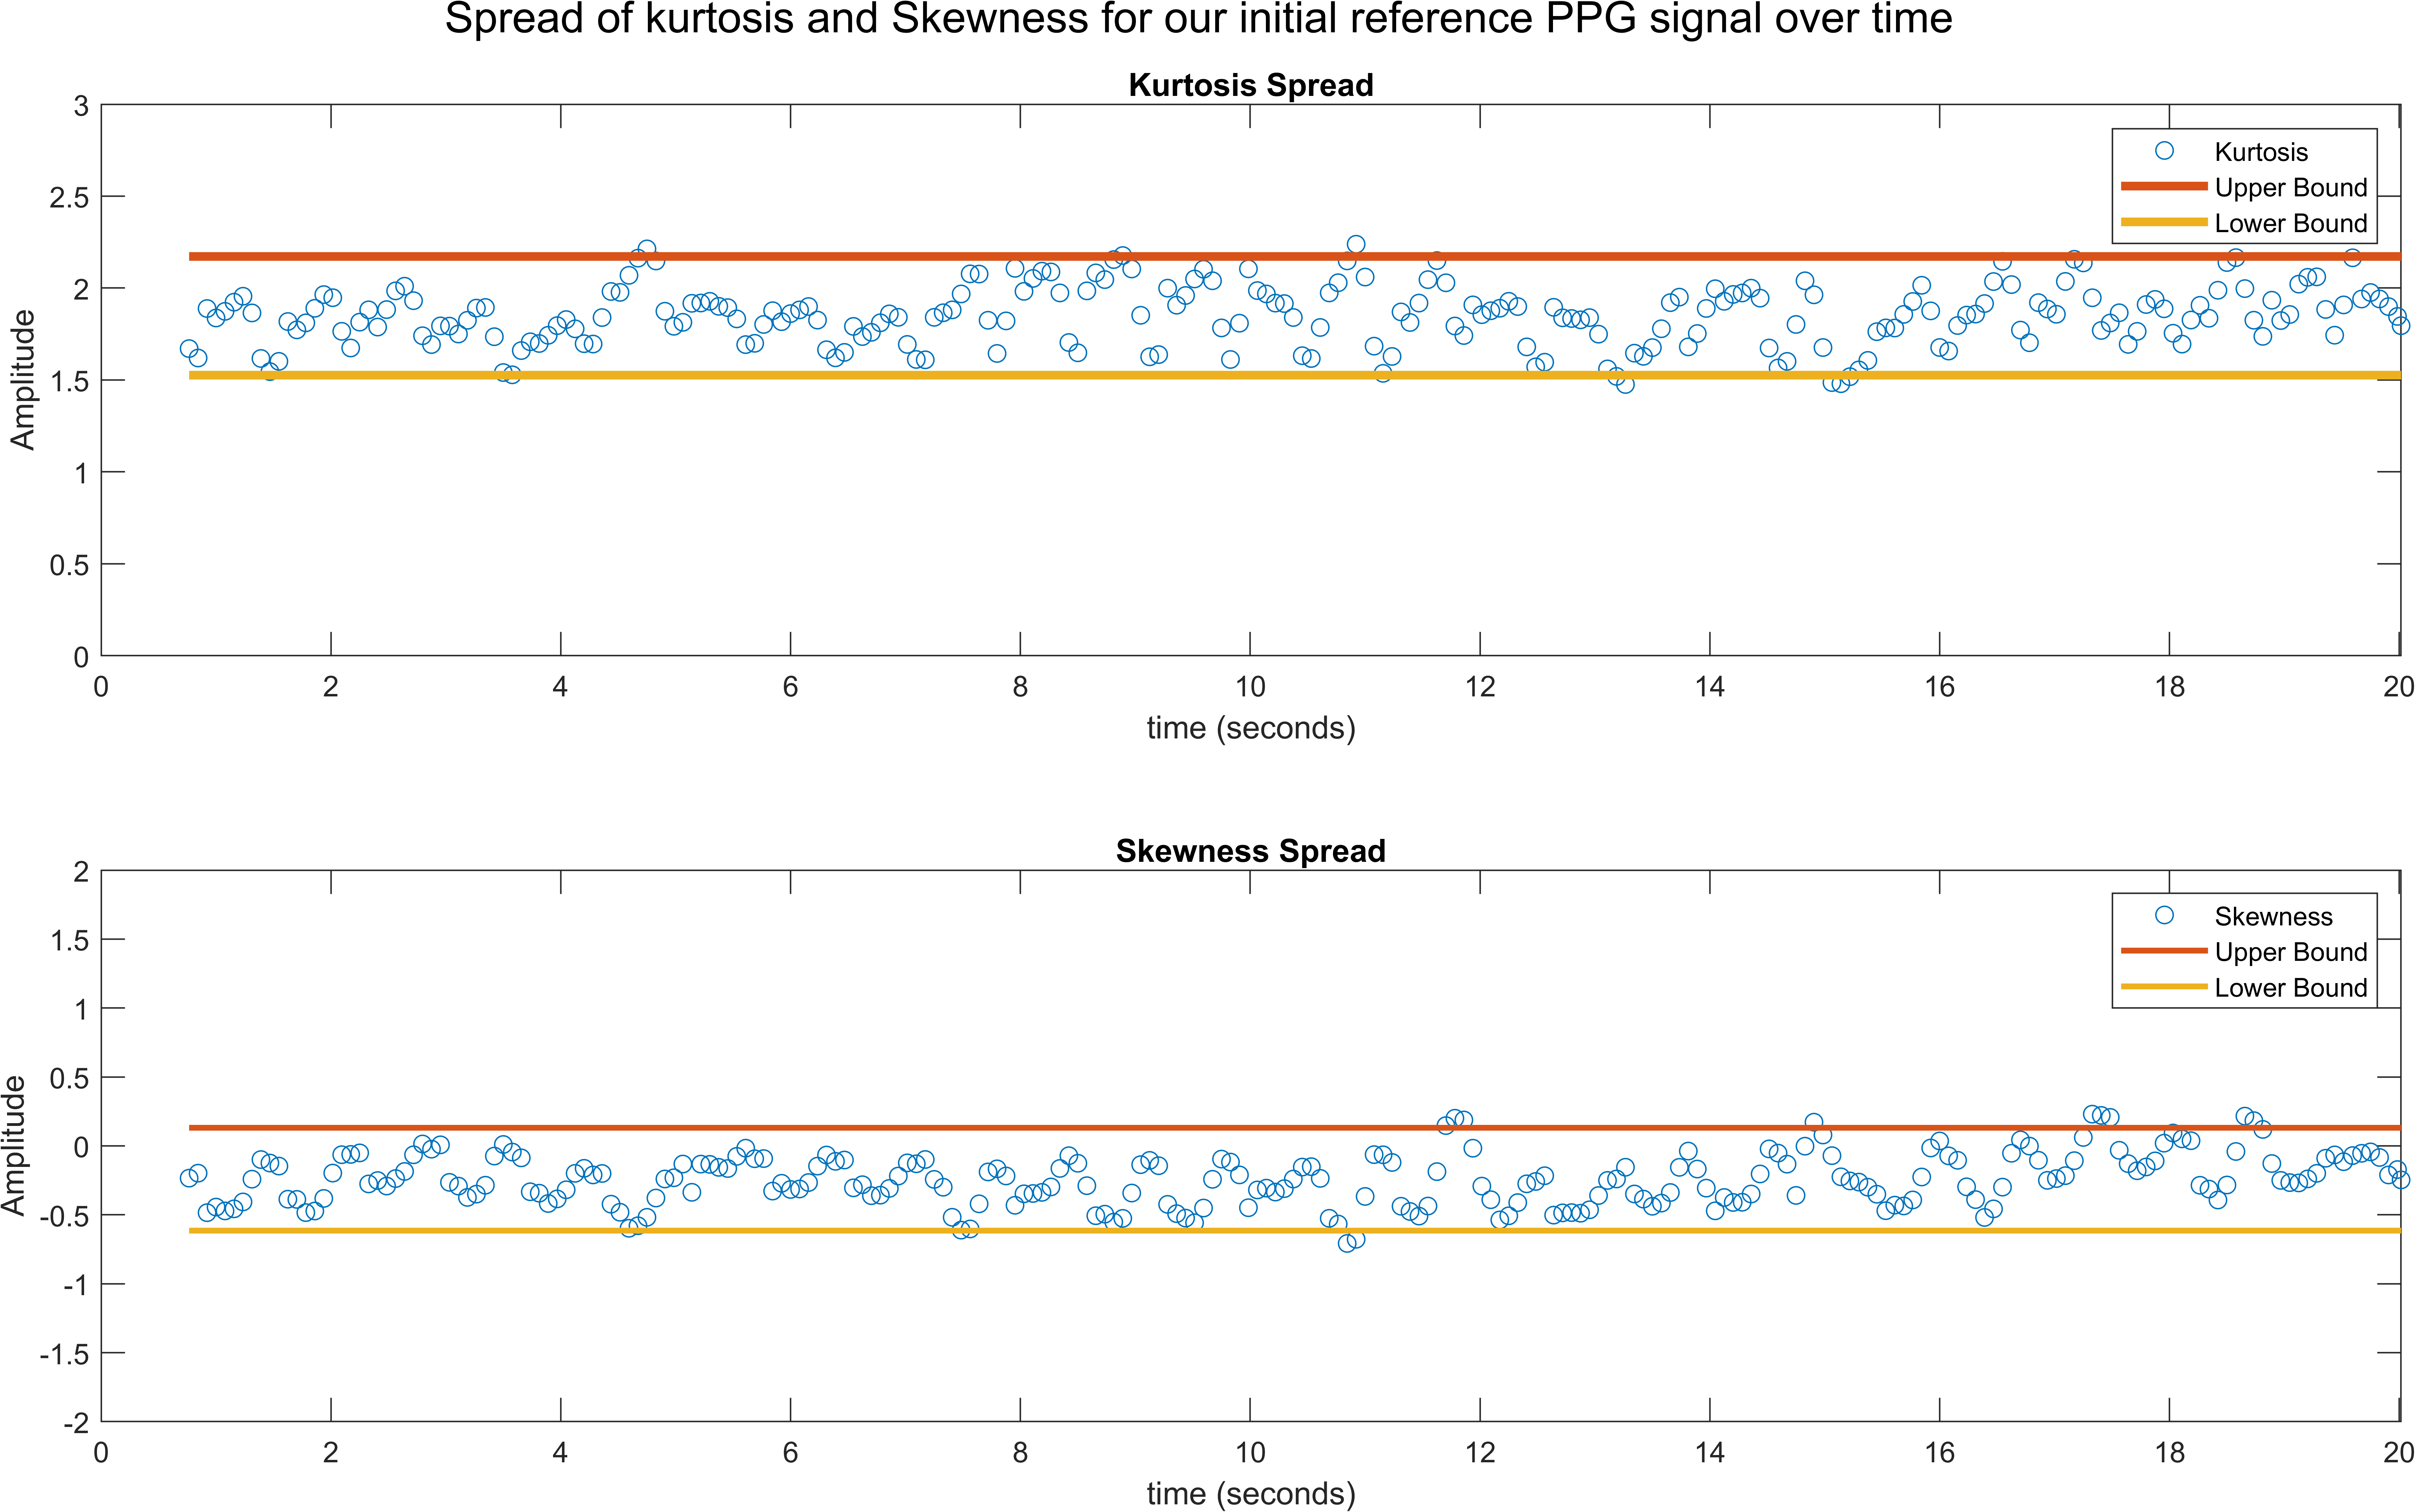 Spread of kurtosis and Skewness for our initial reference PPG signal over time
Kurtosis Spread
3
2.5
2
1.5
1
0.5
0
Amplitude
Kurtosis
Upper Bound
Lower Bound
0 2 4 6 8 10 12 14 16 18 20
time (seconds)
Skewness Spread
2
1.5
1
0.5
0
-0.5
-1
-1.5
-2
Amplitude
Skewness
Upper Bound
Lower Bound
0 2 4 6 8 10 12 14 16 18 20
time (seconds)